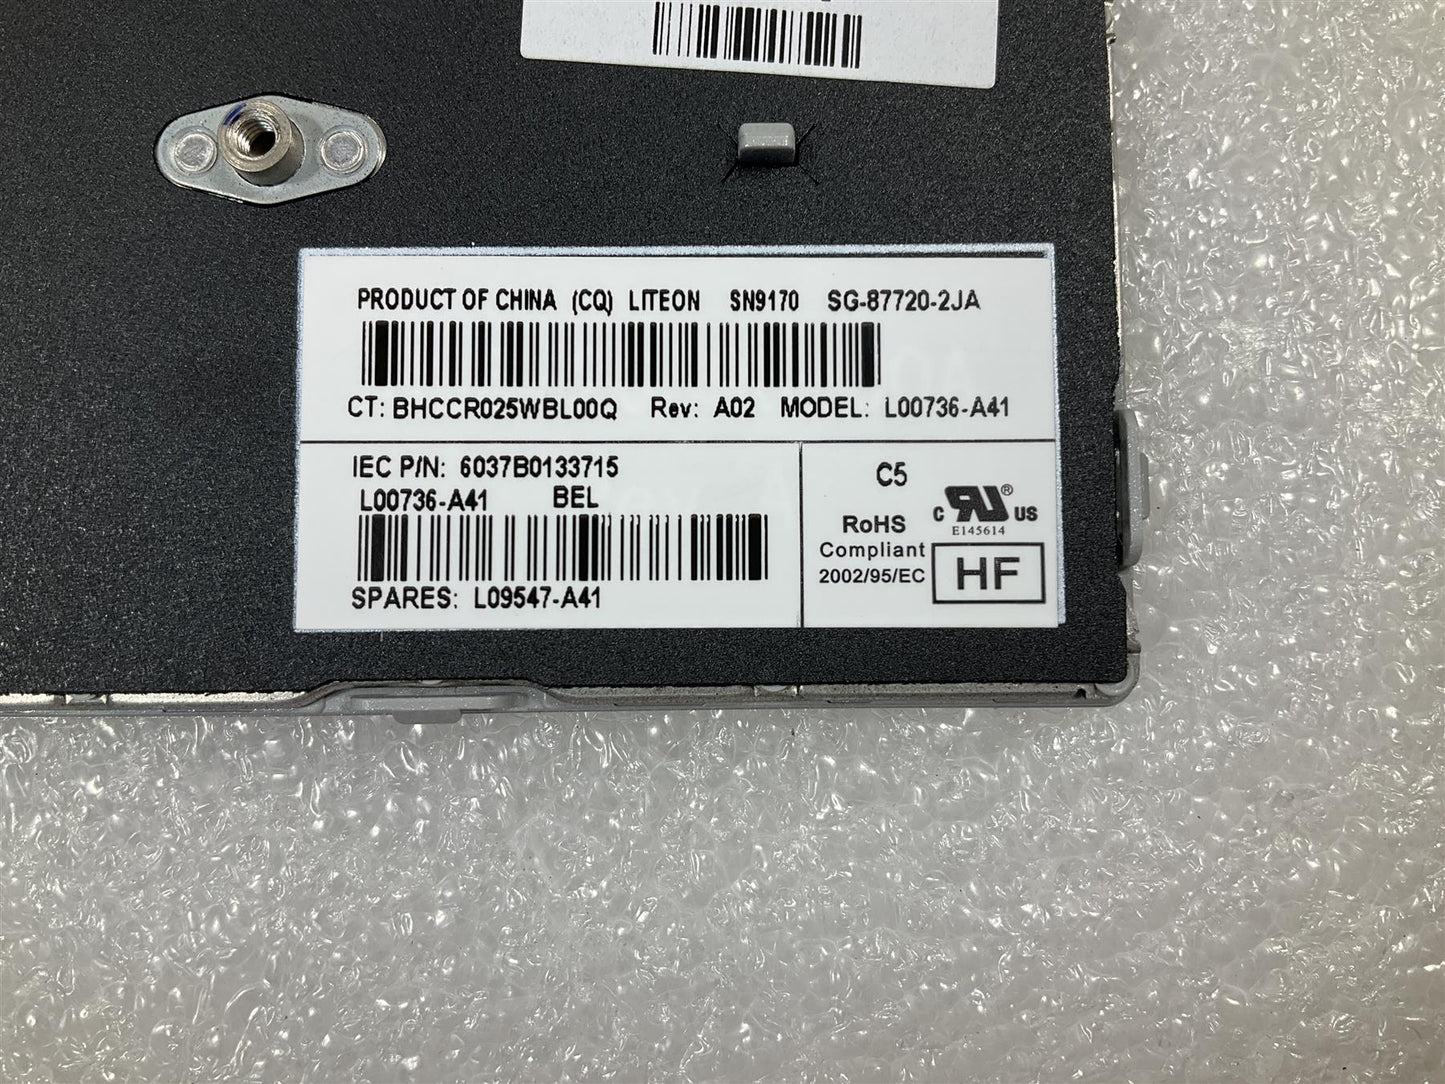 PRODUCT OF CHINA (CQ) LITEON SN9170 SG-87720-2JA
CT: BHCCR025WBL00Q Rev: A02 MODEL: L00736-A41
IEC P/N: 6037B0133715
L00736-A41 BEL
SPARES: L09547-A41
C5
RoHS
Compliant
2002/95/EC
C RU ® US
E145614
HF